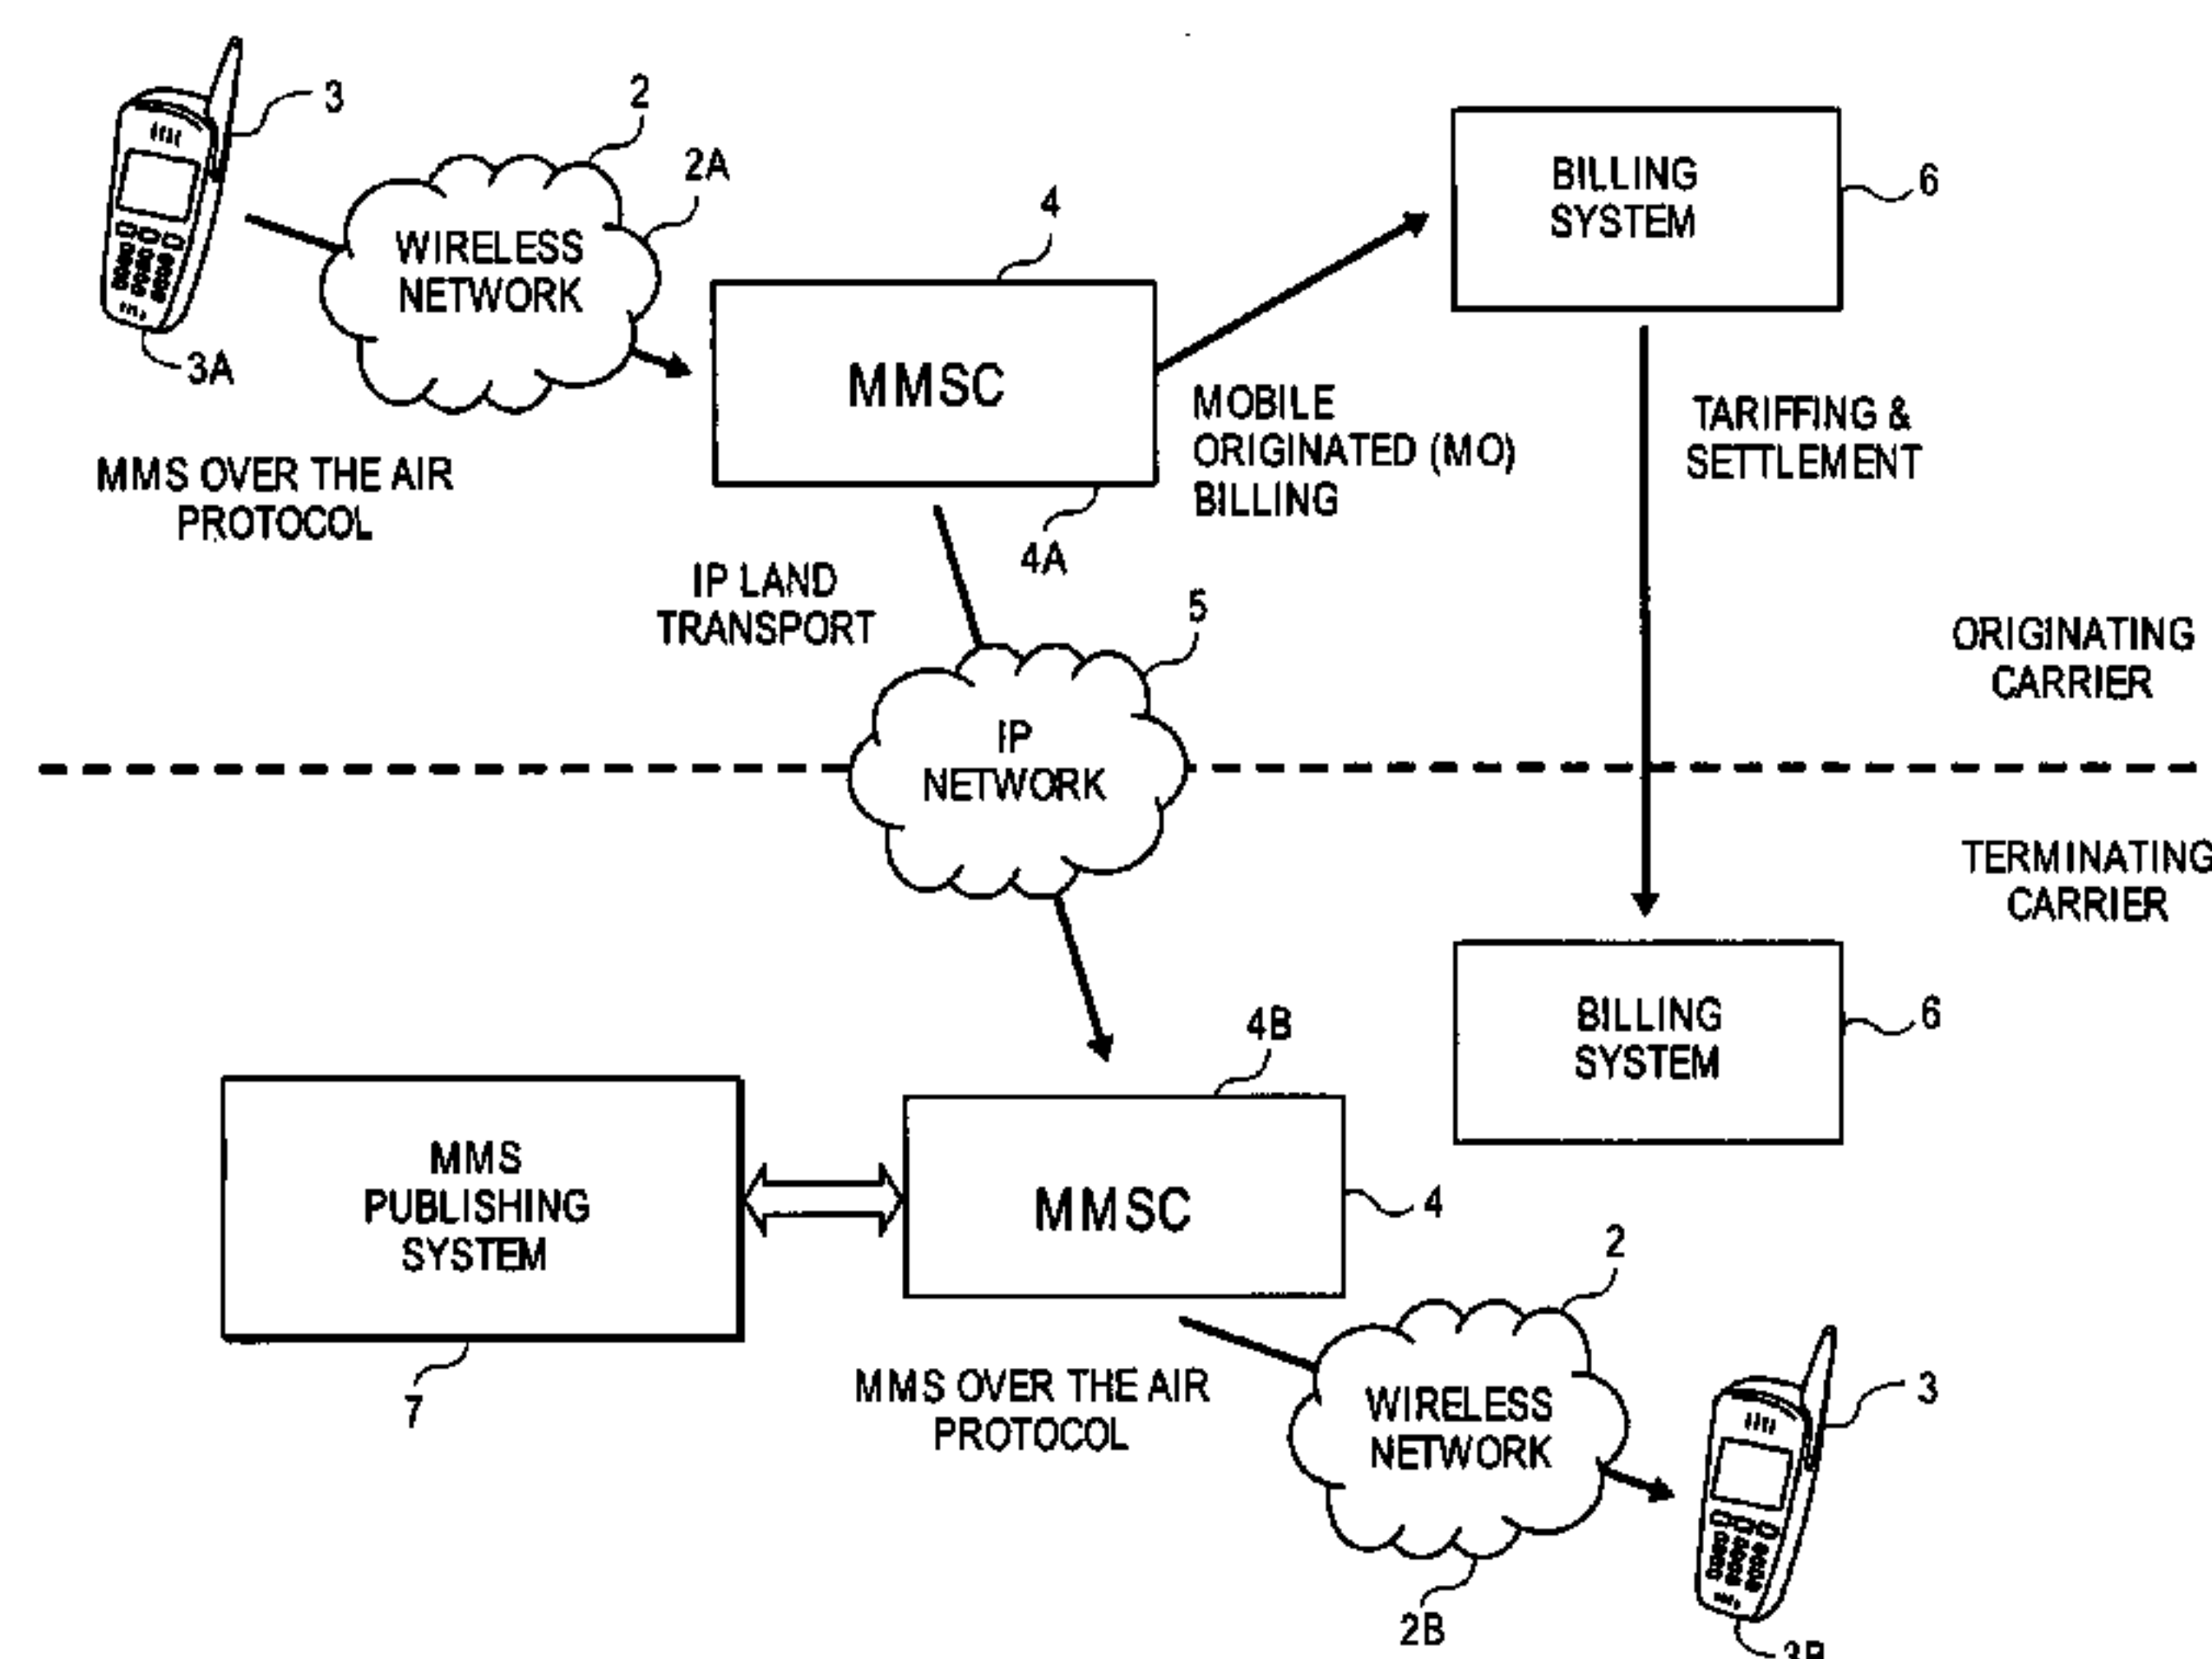 3
2
2A
WIRELESS
NETWORK
3A
MMS OVER THE AIR
PROTOCOL
4
MMSC
4A
BILLING
SYSTEM
6
MOBILE
ORIGINATED (MO)
BILLING
TARIFFING &
SETTLEMENT
IP LAND
TRANSPORT
5
IP
NETWORK
ORIGINATING
CARRIER
TERMINATING
CARRIER
BILLING
SYSTEM
6
4B
MMSC
4
MMS
PUBLISHING
SYSTEM
7
MMS OVER THE AIR
PROTOCOL
2
WIRELESS
NETWORK
2B
3
3B